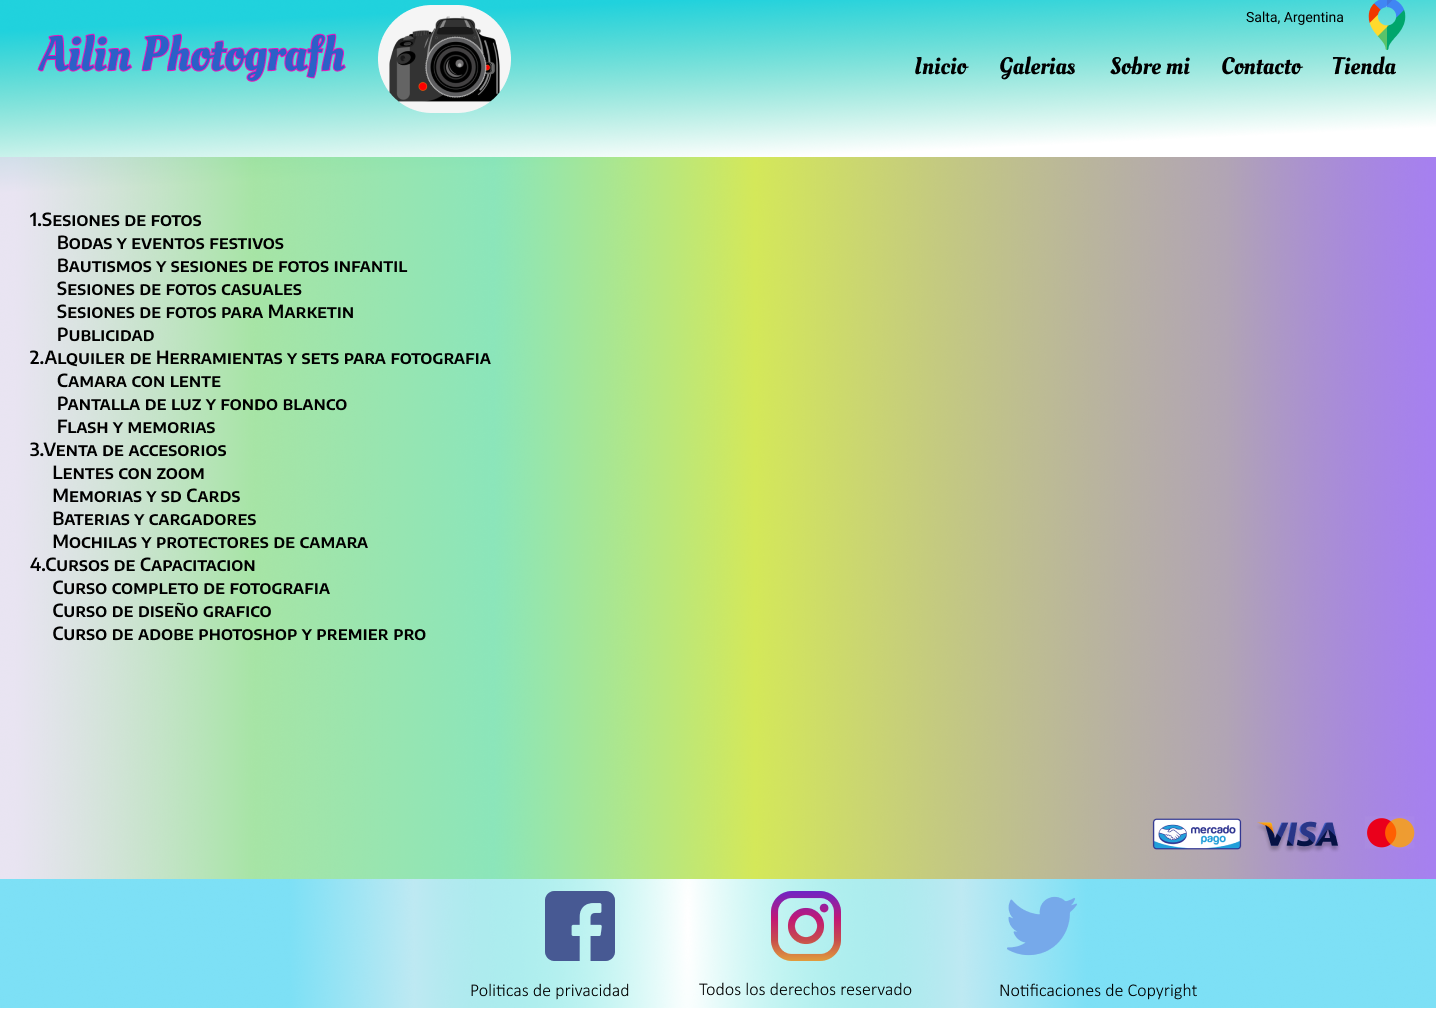 Ailin Photografh
Salta, Argentina
Inicio Galerias Sobre mi Contacto Tienda
1.Sesiones de fotos
Bodas y eventos festivos
Bautismos y sesiones de fotos infantil
Sesiones de fotos casuales
Sesiones de fotos para Marketin
Publicidad
2.Alquiler de Herramientas y sets para fotografia
Camara con lente
Pantalla de luz y fondo blanco
Flash y memorias
3.Venta de accesorios
Lentes con zoom
Memorias y sd Cards
Baterias y cargadores
Mochilas y protectores de camara
4.Cursos de Capacitacion
Curso completo de fotografia
Curso de diseño grafico
Curso de adobe photoshop y premier pro
mercado
pago
VISA
Politicas de privacidad Todos los derechos reservado Notificaciones de Copyright